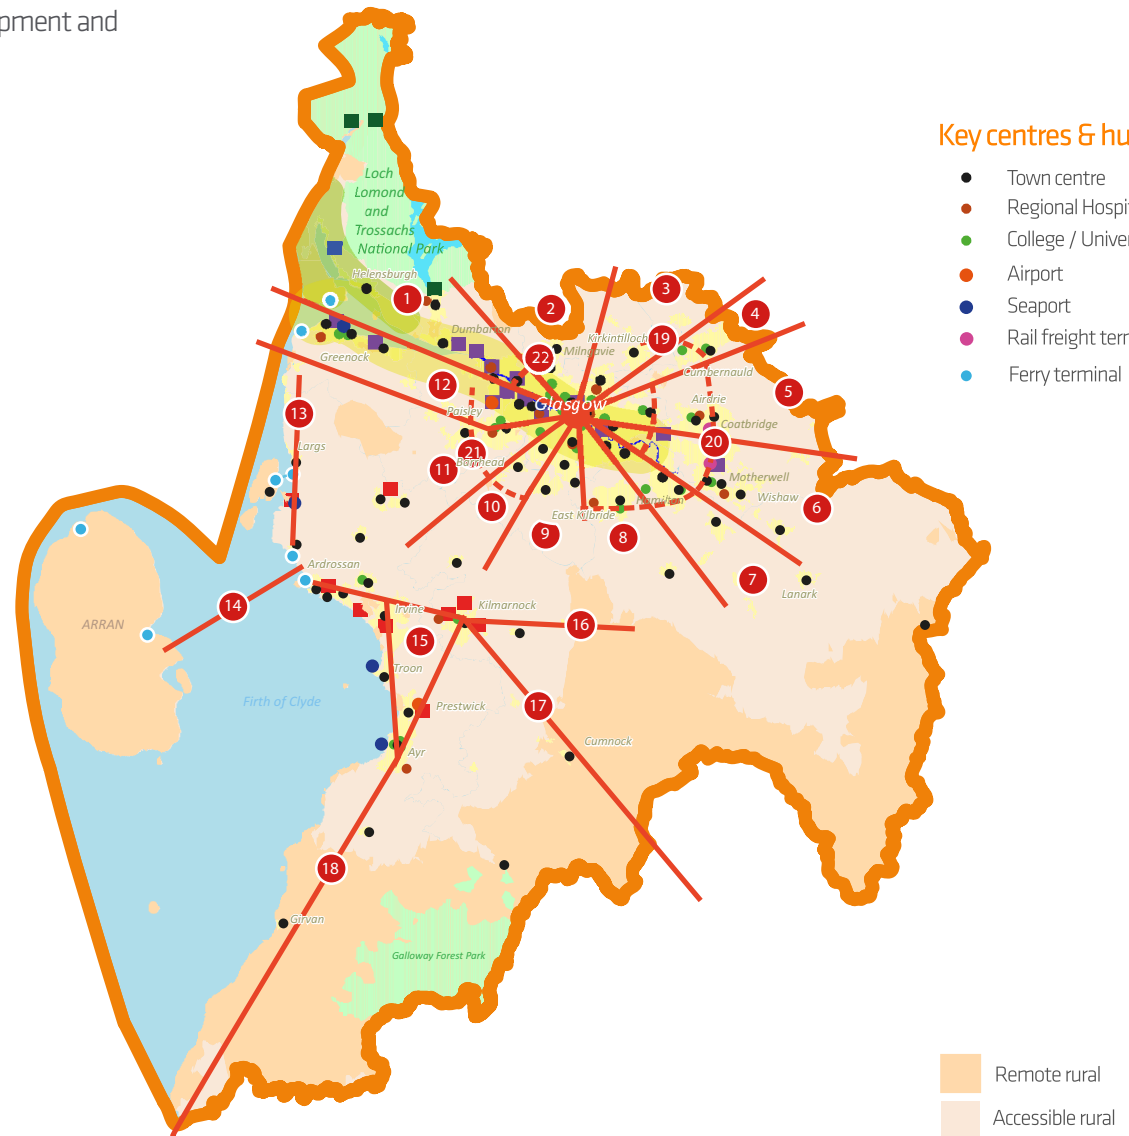 pment and
Key centres & hu
Town centre
Regional Hospi
College / Univer
Airport
Seaport
Rail freight terr
Ferry terminal
Loch
Lomond
and
Trossachs
National Park
Helensburgh
1
2
3
4
Dumbarton
Kirkintilloch
19
Milngavie
22
Greenock
Cumbernauld
12
5
Glasgow
Airdrie
13
Paisley
Coatbridge
20
Largs
21
Barrhead
11
Motherwell
Wishaw
Hamilton
10
East Kilbride
6
9
8
Ardrossan
7
Lanark
14
ARRAN
Irvine
Kilmarnock
15
16
Troon
Firth of Clyde
Prestwick
17
Cumnock
Ayr
18
Girvan
Galloway Forest Park
Remote rural
Accessible rural